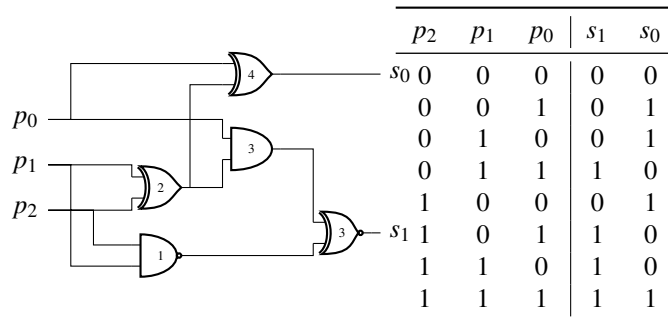 p₂ p₁ p₀ s₁ s₀
0 0 0 0 0
0 0 1 0 1
0 1 0 0 1
0 1 1 1 0
1 0 0 0 1
1 0 1 1 0
1 1 0 1 0
1 1 1 1 1
p₀
p₁
p₂
4
3
2
1
3
s₀
s₁